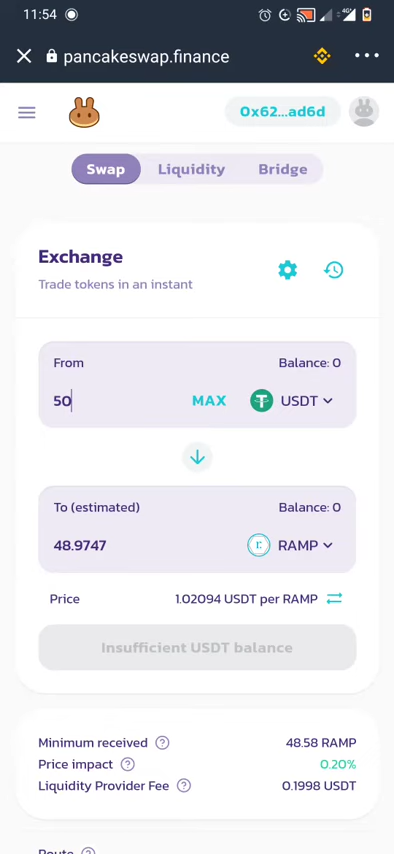 11:54
4G
pancakeswap.finance
0x62...ad6d
Swap Liquidity Bridge
Exchange
Trade tokens in an instant
From Balance: 0
50 MAX USDT
To (estimated) Balance: 0
48.9747 RAMP
Price 1.02094 USDT per RAMP
Insufficient USDT balance
Minimum received ? 48.58 RAMP
Price impact ? 0.20%
Liquidity Provider Fee ? 0.1998 USDT
Route